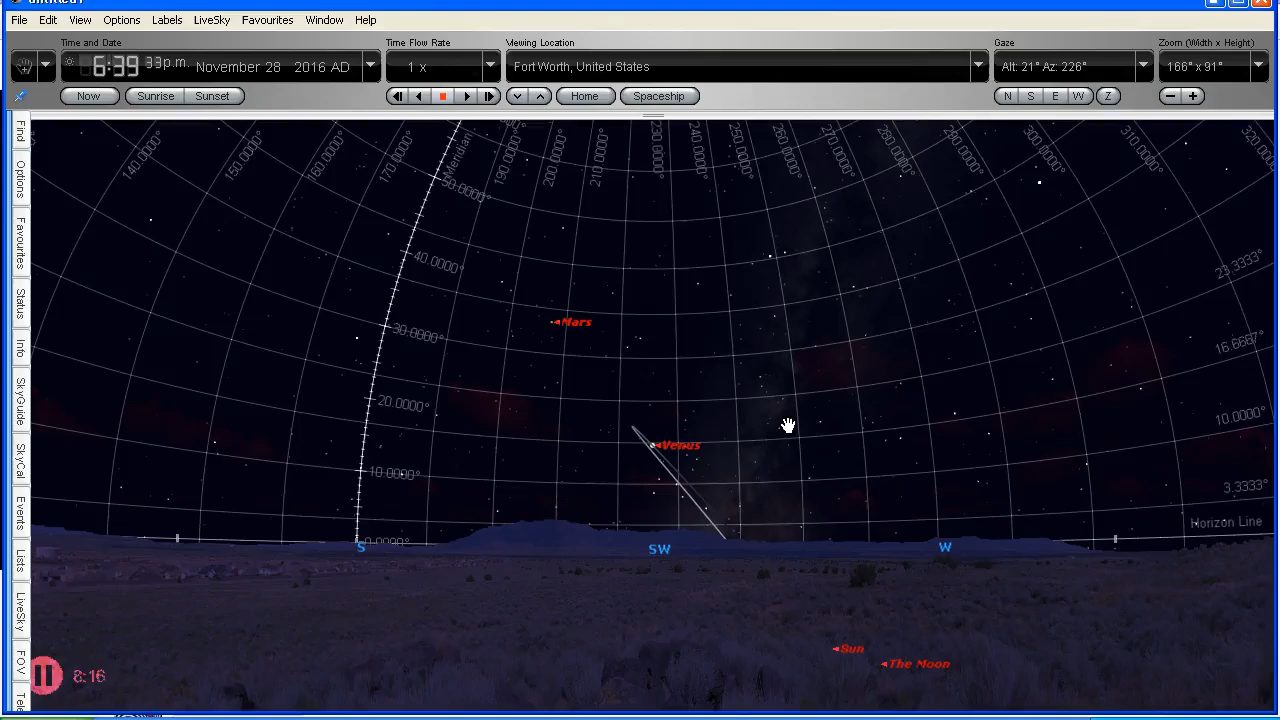 untitled1
File Edit View Options Labels LiveSky Favourites Window Help
Time and Date Time Flow Rate Viewing Location Gaze Zoom (Width x Height)
6:39 33p.m. November 28 2016 AD 1 x Fort Worth, United States Alt: 21° Az: 226° 166° x 91°
Now Sunrise Sunset Home Spaceship N S E W Z
Find
Options
Favourites
Status
Info
SkyGuide
SkyCal
Events
Lists
LiveSky
FOV
Tele
140.0000°
150.0000°
160.0000°
170.0000°
Meridian
190.0000°
200.0000°
210.0000°
230.0000°
240.0000°
250.0000°
260.0000°
270.0000°
280.0000°
290.0000°
300.0000°
310.0000°
320.0000°
50.0000°
40.0000°
30.0000°
20.0000°
10.0000°
0.0000°
23.3333°
16.6667°
10.0000°
3.3333°
Horizon Line
Mars
Venus
S SW W
Sun
The Moon
8:16